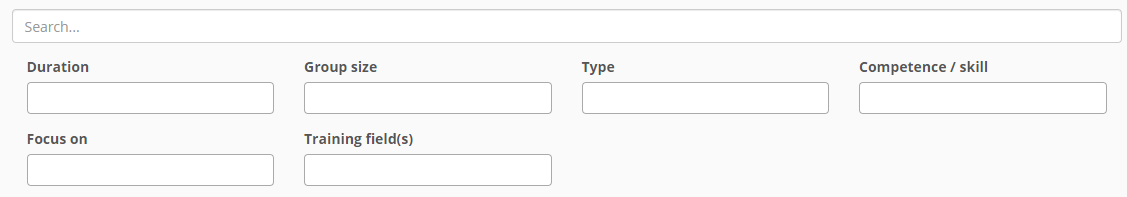 Search...
Duration Group size Type Competence / skill
Focus on Training field(s)